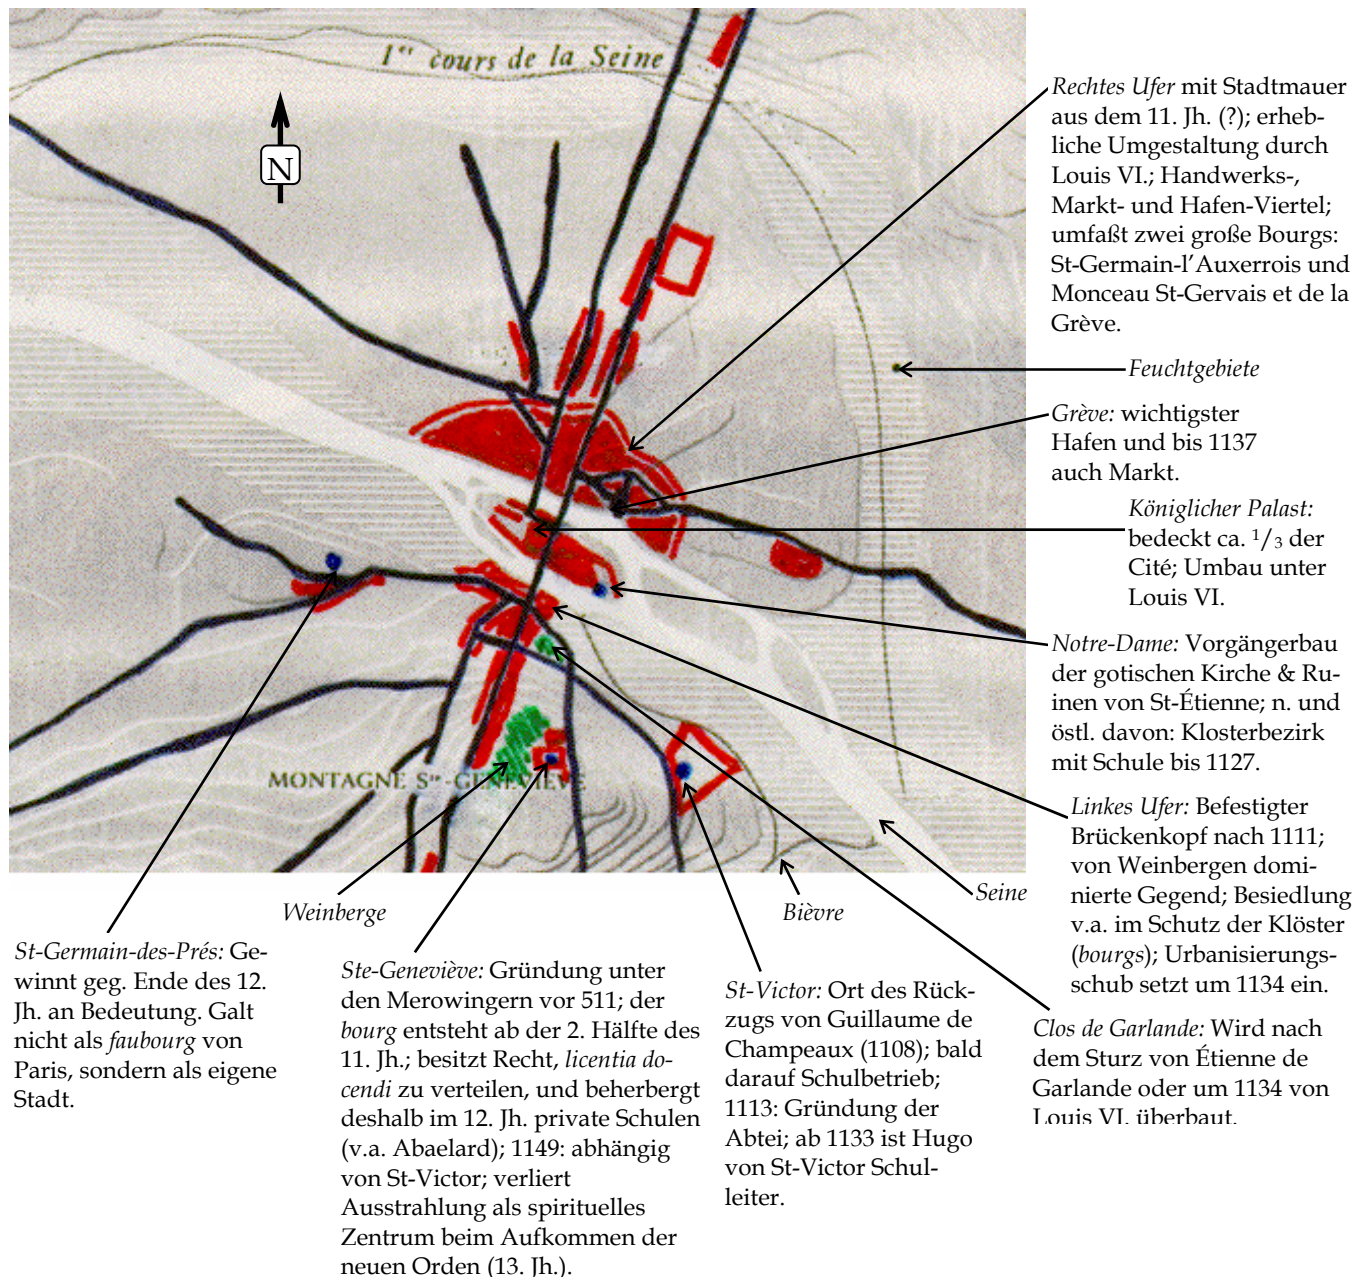 1er cours de la Seine
N
MONTAGNE Ste-GENEVIÈVE
Rechtes Ufer mit Stadtmauer
aus dem 11. Jh. (?); erheb-
liche Umgestaltung durch
Louis VI.; Handwerks-,
Markt- und Hafen-Viertel;
umfaßt zwei große Bourgs:
St-Germain-l'Auxerrois und
Monceau St-Gervais et de la
Grève.
Feuchtgebiete
Grève: wichtigster
Hafen und bis 1137
auch Markt.
Königlicher Palast:
bedeckt ca. 1/3 der
Cité; Umbau unter
Louis VI.
Notre-Dame: Vorgängerbau
der gotischen Kirche & Ru-
inen von St-Étienne; n. und
östl. davon: Klosterbezirk
mit Schule bis 1127.
Linkes Ufer: Befestigter
Brückenkopf nach 1111;
von Weinbergen domi-
nierte Gegend; Besiedlung
v.a. im Schutz der Klöster
(bourgs); Urbanisierungs-
schub setzt um 1134 ein.
Seine
Bièvre
Weinberge
St-Germain-des-Prés: Ge-
winnt geg. Ende des 12.
Jh. an Bedeutung. Galt
nicht als faubourg von
Paris, sondern als eigene
Stadt.
Ste-Geneviève: Gründung unter
den Merowingern vor 511; der
bourg entsteht ab der 2. Hälfte des
11. Jh.; besitzt Recht, licentia do-
cendi zu verteilen, und beherbergt
deshalb im 12. Jh. private Schulen
(v.a. Abaelard); 1149: abhängig
von St-Victor; verliert
Ausstrahlung als spirituelles
Zentrum beim Aufkommen der
neuen Orden (13. Jh.).
St-Victor: Ort des Rück-
zugs von Guillaume de
Champeaux (1108); bald
darauf Schulbetrieb;
1113: Gründung der
Abtei; ab 1133 ist Hugo
von St-Victor Schul-
leiter.
Clos de Garlande: Wird nach
dem Sturz von Étienne de
Garlande oder um 1134 von
Louis VI. überbaut.